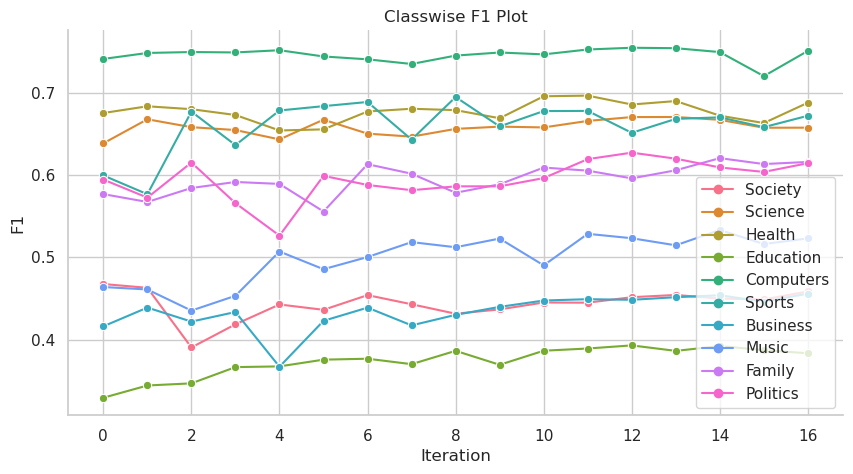 Classwise F1 Plot
0.7
0.6
0.5
0.4
F1
Society
Science
Health
Education
Computers
Sports
Business
Music
Family
Politics
0 2 4 6 8 10 12 14 16
Iteration